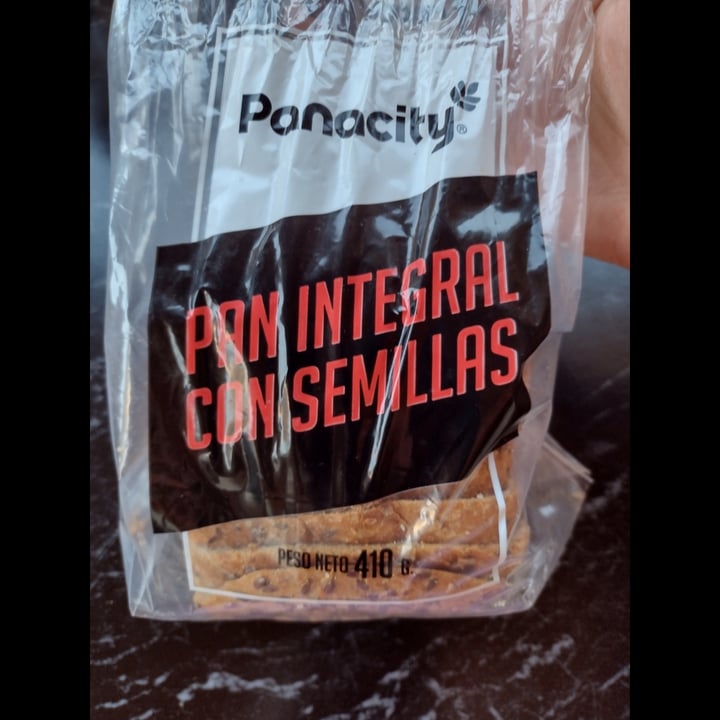 Panacity®
PAN INTEGRAL
CON SEMILLAS
PESO NETO 410 G.